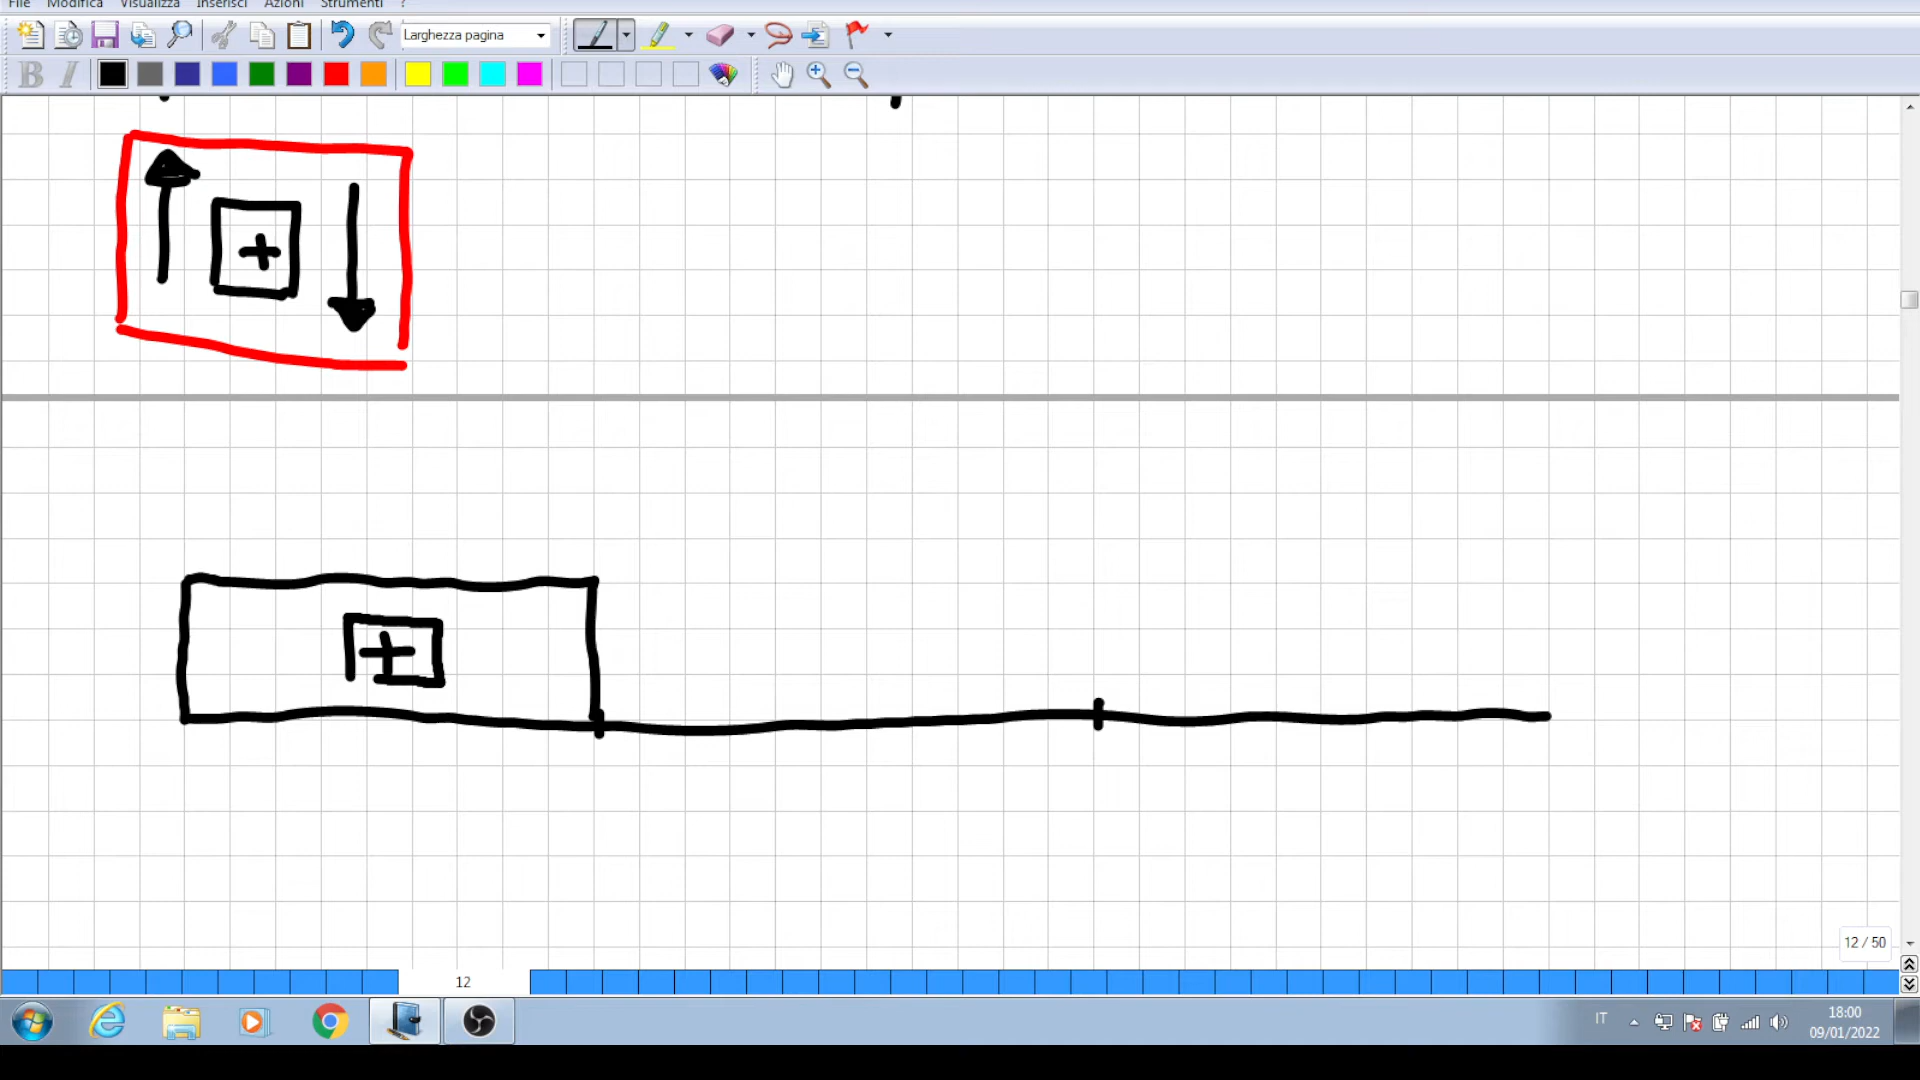 File Modifica Visualizza Inserisci Azioni Strumenti ?
Larghezza pagina
B I
+
+
12 / 50
12
IT
18:00
09/01/2022